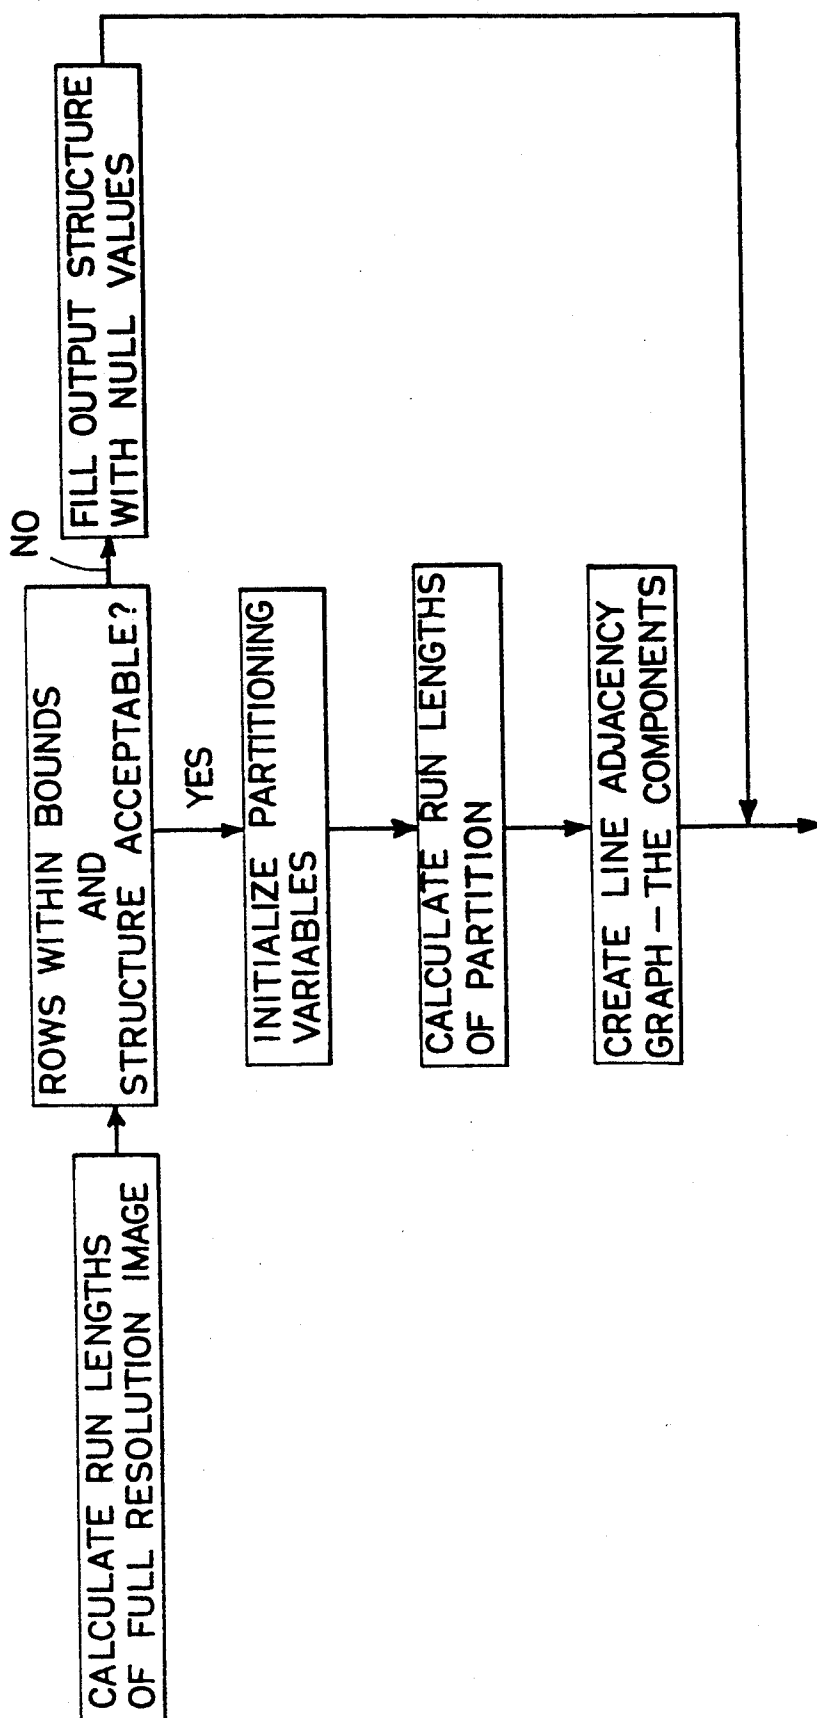 CALCULATE RUN LENGTHS
OF FULL RESOLUTION IMAGE
ROWS WITHIN BOUNDS
AND
STRUCTURE ACCEPTABLE?
NO
FILL OUTPUT STRUCTURE
WITH NULL VALUES
YES
INITIALIZE PARTITIONING
VARIABLES
CALCULATE RUN LENGTHS
OF PARTITION
CREATE LINE ADJACENCY
GRAPH — THE COMPONENTS